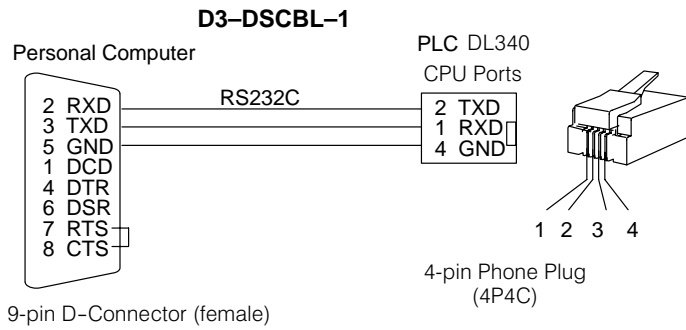 D3–DSCBL–1
Personal Computer
PLC DL340
CPU Ports
RS232C
2 RXD
3 TXD
5 GND
1 DCD
4 DTR
6 DSR
7 RTS
8 CTS
2 TXD
1 RXD
4 GND
1 2 3 4
4-pin Phone Plug
(4P4C)
9-pin D-Connector (female)